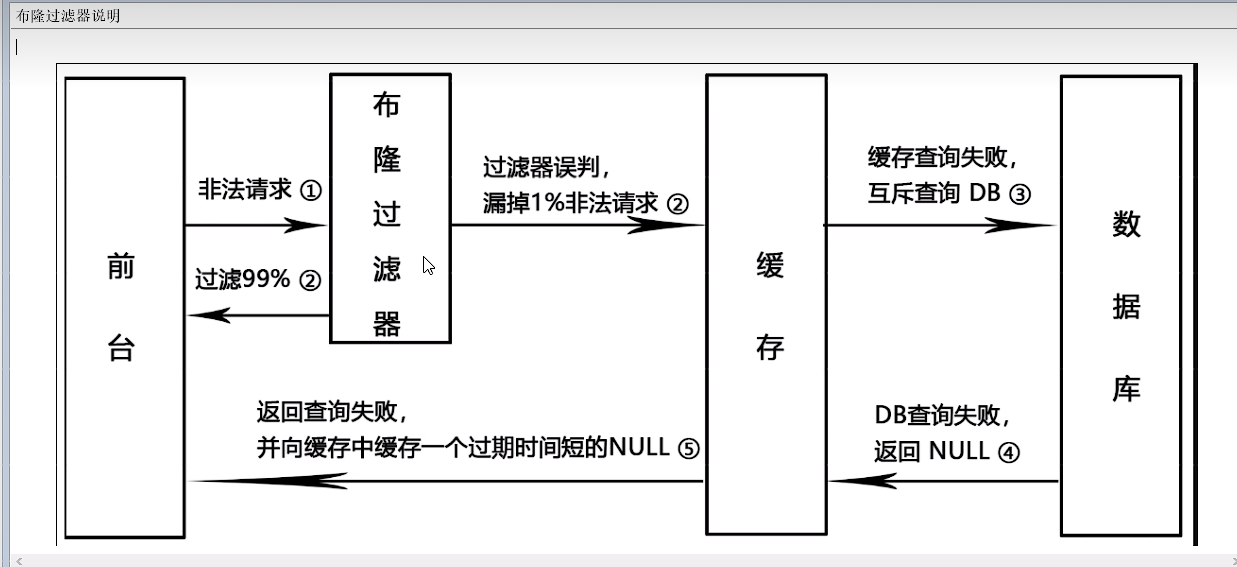 布隆过滤器说明
前台
布隆过滤器
缓存
数据库
非法请求 ①
过滤99% ②
过滤器误判，
漏掉1%非法请求 ②
缓存查询失败，
互斥查询 DB ③
DB查询失败，
返回 NULL ④
返回查询失败，
并向缓存中缓存一个过期时间短的NULL ⑤